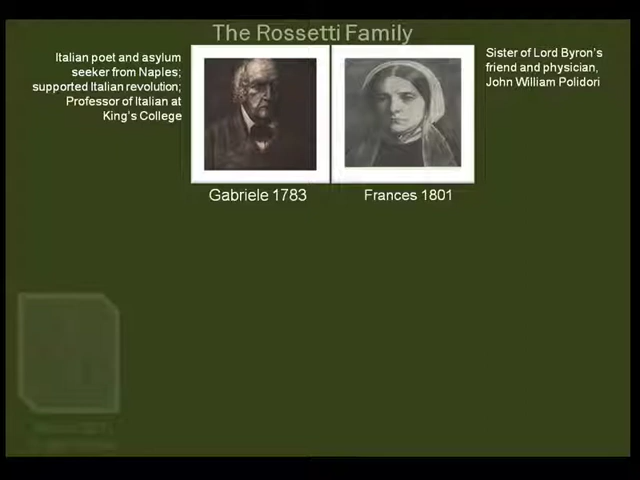 The Rossetti Family
Italian poet and asylum
seeker from Naples;
supported Italian revolution;
Professor of Italian at
King's College
Sister of Lord Byron's
friend and physician,
John William Polidori
Gabriele 1783
Frances 1801